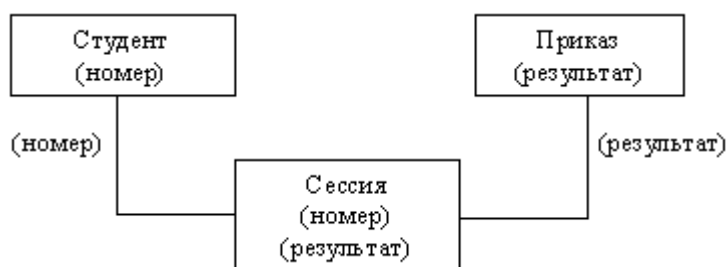 Студент
(номер)
Приказ
(результат)
(номер)
(результат)
Сессия
(номер)
(результат)